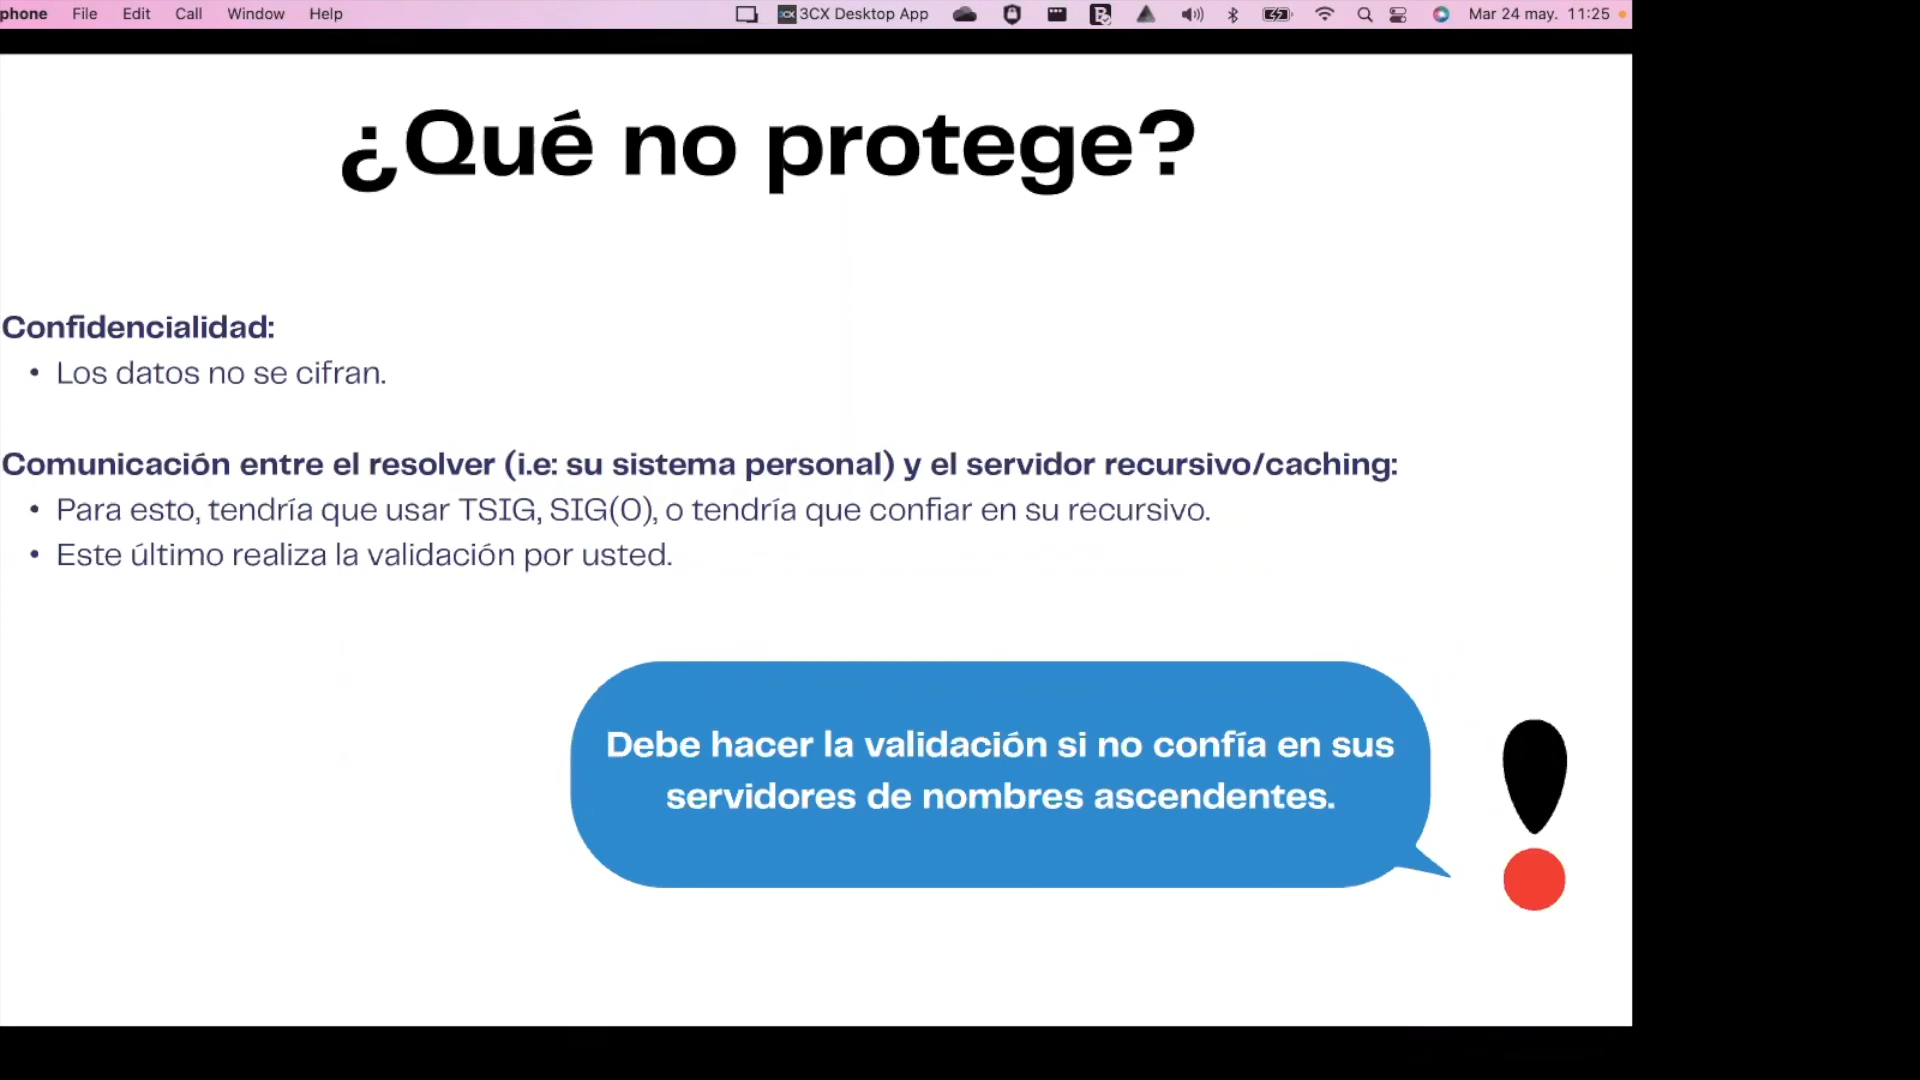 phone File Edit Call Window Help 3CX 3CX Desktop App Mar 24 may. 11:25
¿Qué no protege?
Confidencialidad:
• Los datos no se cifran.
Comunicación entre el resolver (i.e: su sistema personal) y el servidor recursivo/caching:
• Para esto, tendría que usar TSIG, SIG(0), o tendría que confiar en su recursivo.
• Este último realiza la validación por usted.
Debe hacer la validación si no confía en sus
servidores de nombres ascendentes.